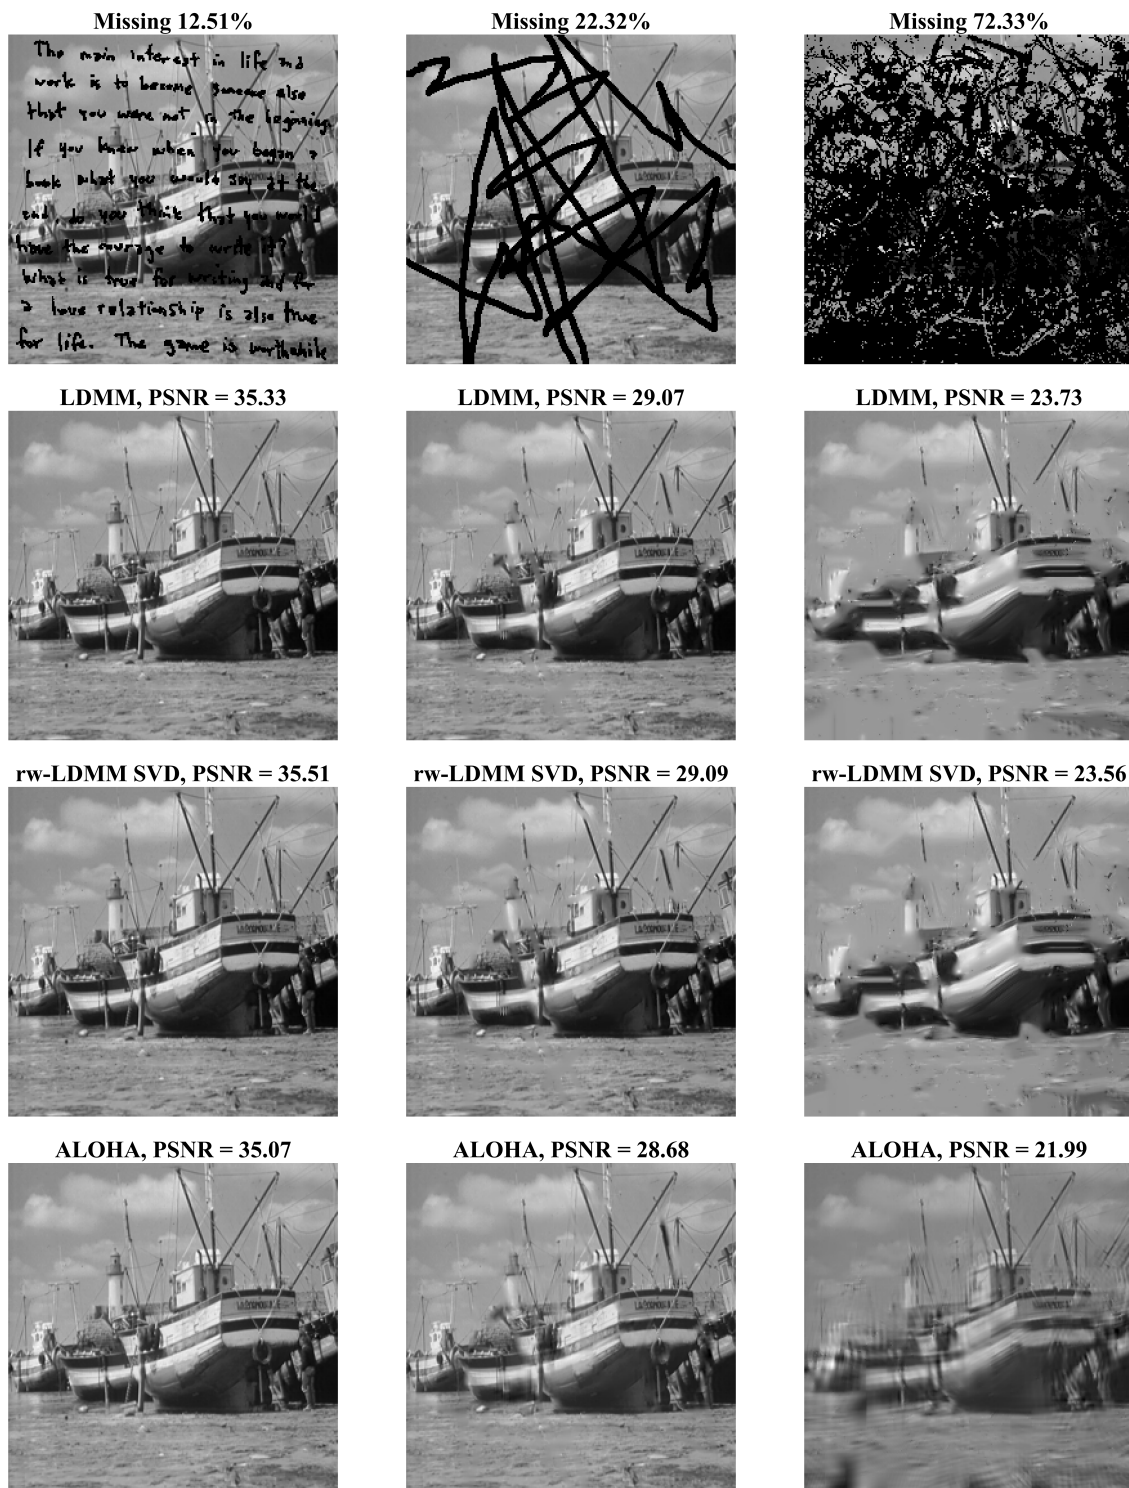 Missing 12.51%
Missing 22.32%
Missing 72.33%
The main interest in life and
work is to become someone else
that you were not in the beginning.
If you knew when you began a
book what you would say at the
end, do you think that you would
have the courage to write it?
What is true for writing and for
a love relationship is also true
for life. The game is worthwhile
LDMM, PSNR = 35.33
LDMM, PSNR = 29.07
LDMM, PSNR = 23.73
rw-LDMM SVD, PSNR = 35.51
rw-LDMM SVD, PSNR = 29.09
rw-LDMM SVD, PSNR = 23.56
ALOHA, PSNR = 35.07
ALOHA, PSNR = 28.68
ALOHA, PSNR = 21.99